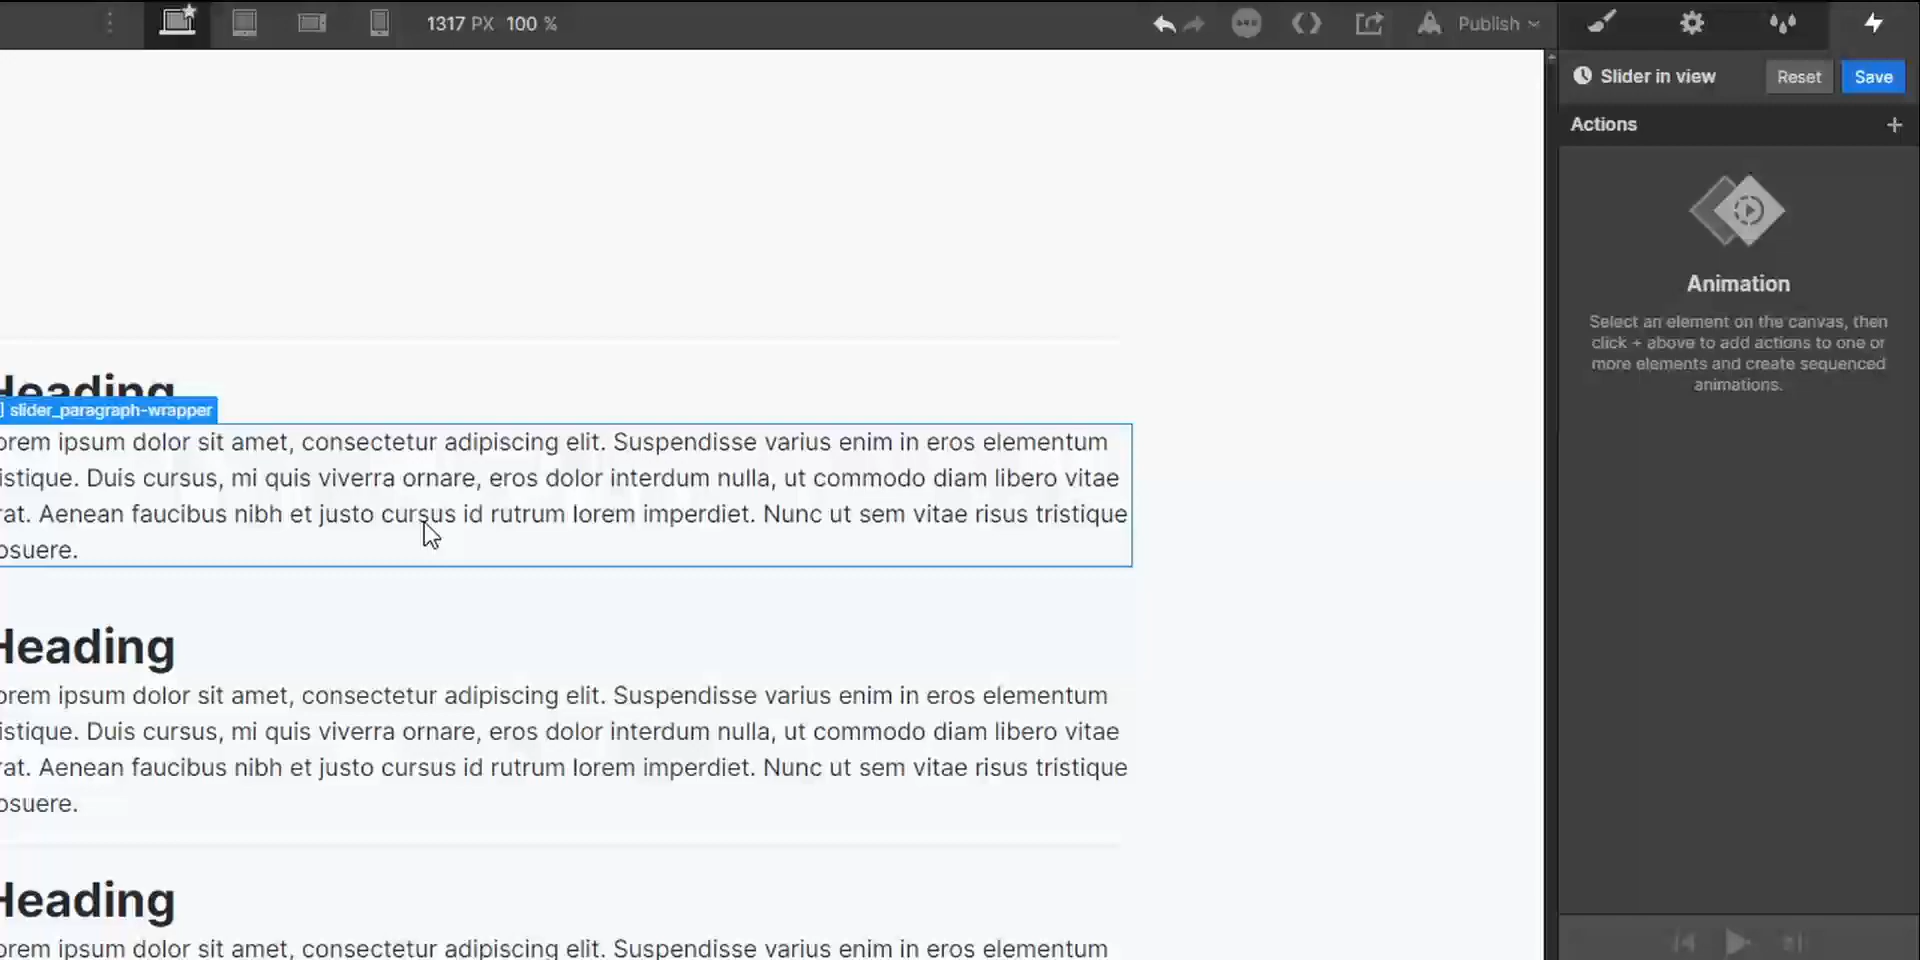 1317 PX 100 %
Publish
Slider in view
Reset
Save
Actions
Animation
Select an element on the canvas, then
click + above to add actions to one or
more elements and create sequenced
animations.
Heading
slider_paragraph-wrapper
orem ipsum dolor sit amet, consectetur adipiscing elit. Suspendisse varius enim in eros elementum
istique. Duis cursus, mi quis viverra ornare, eros dolor interdum nulla, ut commodo diam libero vitae
rat. Aenean faucibus nibh et justo cursus id rutrum lorem imperdiet. Nunc ut sem vitae risus tristique
osuere.
Heading
orem ipsum dolor sit amet, consectetur adipiscing elit. Suspendisse varius enim in eros elementum
istique. Duis cursus, mi quis viverra ornare, eros dolor interdum nulla, ut commodo diam libero vitae
rat. Aenean faucibus nibh et justo cursus id rutrum lorem imperdiet. Nunc ut sem vitae risus tristique
osuere.
Heading
orem ipsum dolor sit amet, consectetur adipiscing elit. Suspendisse varius enim in eros elementum